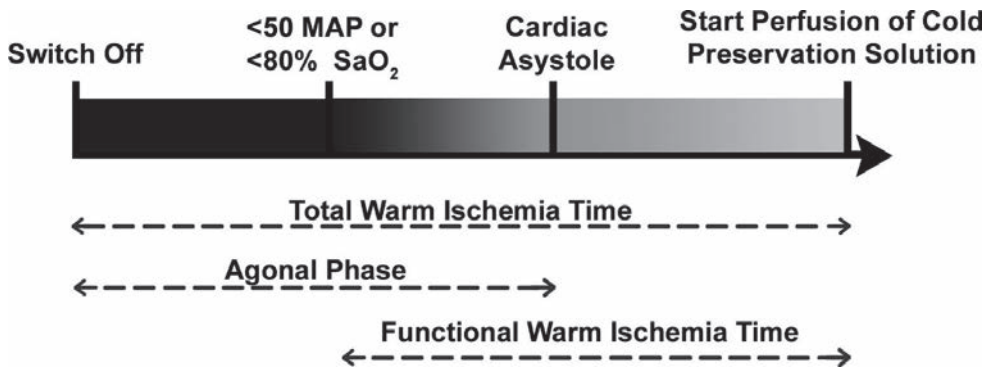 Switch Off
<50 MAP or
<80% SaO₂
Cardiac
Asystole
Start Perfusion of Cold
Preservation Solution
Total Warm Ischemia Time
Agonal Phase
Functional Warm Ischemia Time